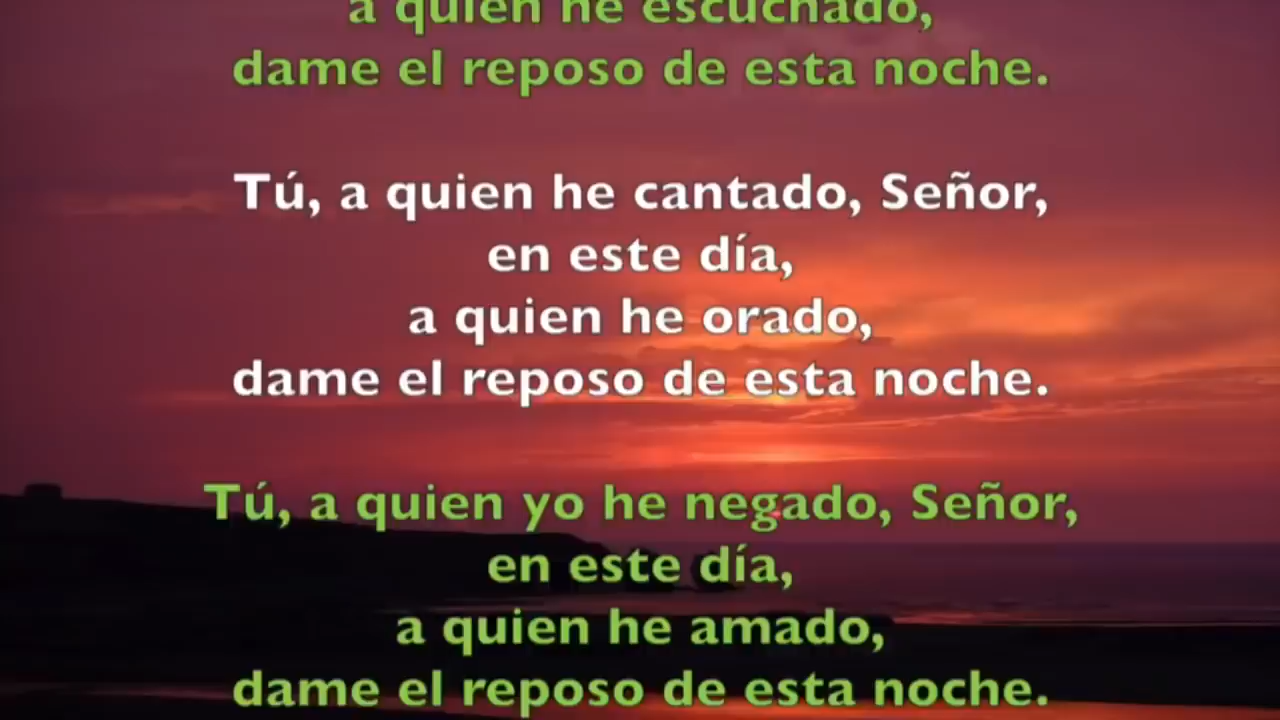 a quien he escuchado,
dame el reposo de esta noche.
Tú, a quien he cantado, Señor,
en este día,
a quien he orado,
dame el reposo de esta noche.
Tú, a quien yo he negado, Señor,
en este día,
a quien he amado,
dame el reposo de esta noche.